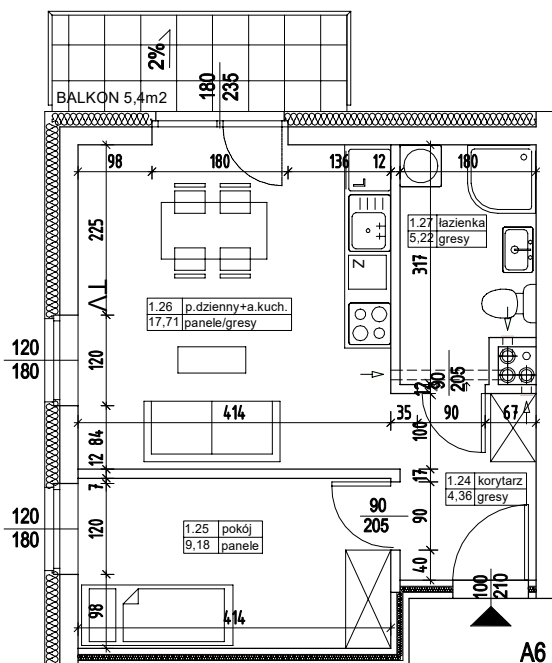 2%
180
235
BALKON 5,4m2
98
180
136
12
180
L
1.27 łazienka
5,22 gresy
225
317
Z
TV
1.26 p.dzienny+a.kuch.
17,71 panele/gresy
120
180
120
90
205
12
414
35
90
67
100
84
12
7
17
1.24 korytarz
4,36 gresy
120
180
120
1.25 pokój
9,18 panele
90
205
90
40
98
414
100
210
A6